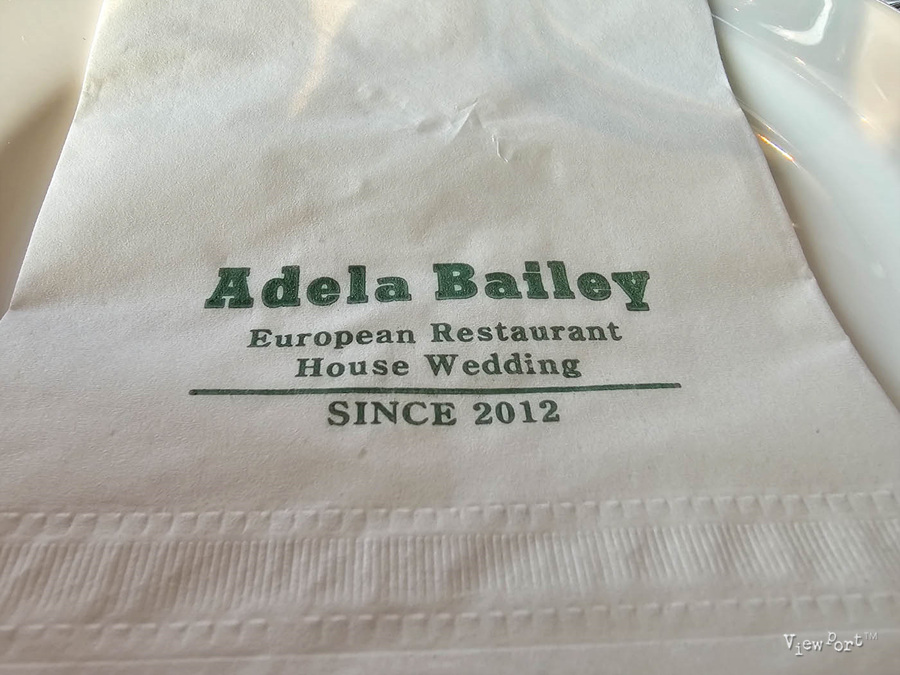 Adela Bailey
European Restaurant
House Wedding
SINCE 2012
ViewPort™